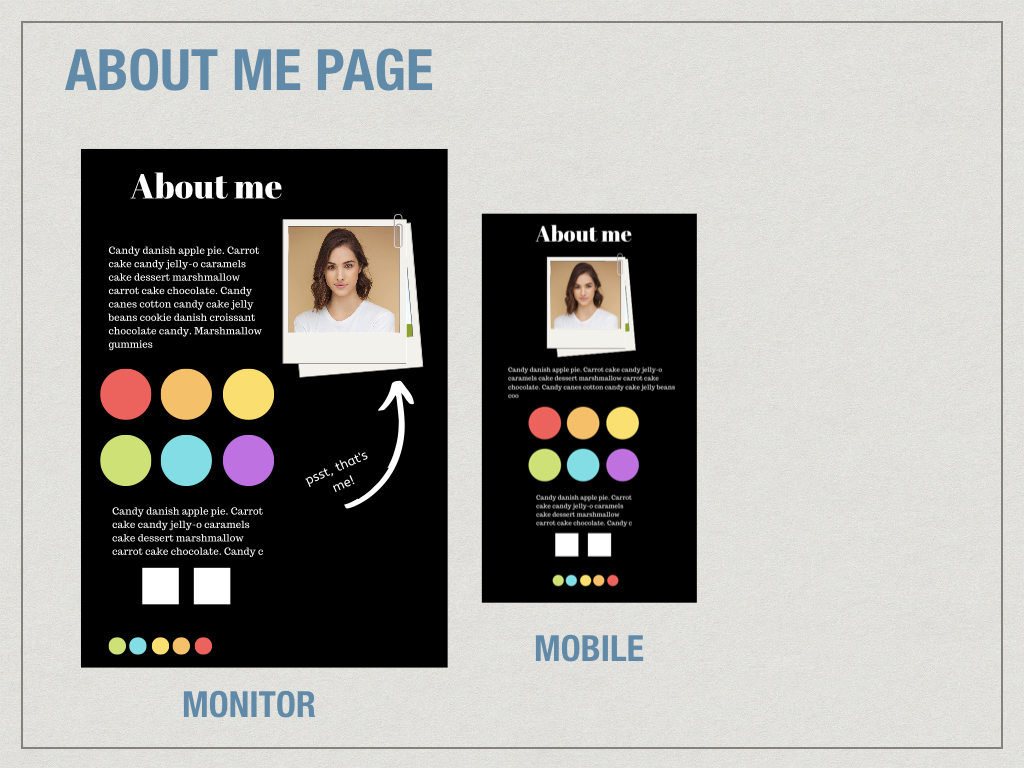 ABOUT ME PAGE
About me
Candy danish apple pie. Carrot
cake candy jelly-o caramels
cake dessert marshmallow
carrot cake chocolate. Candy
canes cotton candy cake jelly
beans cookie danish croissant
chocolate candy. Marshmallow
gummies
psst, that's
me!
Candy danish apple pie. Carrot
cake candy jelly-o caramels
cake dessert marshmallow
carrot cake chocolate. Candy c
MONITOR
About me
Candy danish apple pie. Carrot cake candy jelly-o
caramels cake dessert marshmallow carrot cake
chocolate. Candy canes cotton candy cake jelly beans
coo
Candy danish apple pie. Carrot
cake candy jelly-o caramels
cake dessert marshmallow
carrot cake chocolate. Candy c
MOBILE